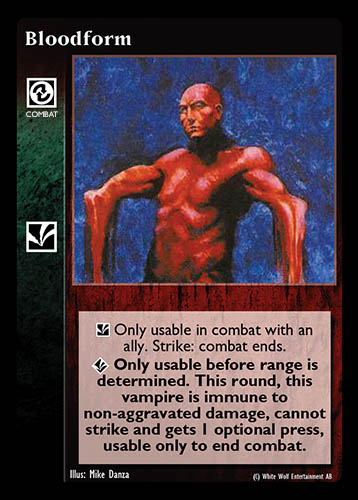 Bloodform
COMBAT
Only usable in combat with an
ally. Strike: combat ends.
Only usable before range is
determined. This round, this
vampire is immune to
non-aggravated damage, cannot
strike and gets 1 optional press,
usable only to end combat.
Illus: Mike Danza
(C) White Wolf Entertainment AB